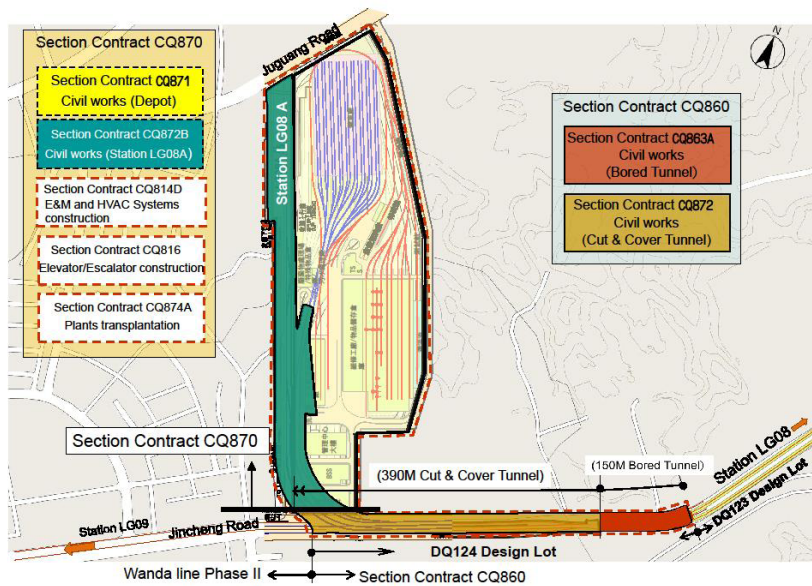 Section Contract CQ870
Section Contract CQ871
Civil works (Depot)
Section Contract CQ872B
Civil works (Station LG08A)
Section Contract CQ814D
E&M and HVAC Systems
construction
Section Contract CQ816
Elevator/Escalator construction
Section Contract CQ874A
Plants transplantation
Juguang Road
Station LG08 A
N
Section Contract CQ860
Section Contract CQ863A
Civil works
(Bored Tunnel)
Section Contract CQ872
Civil works
(Cut & Cover Tunnel)
Section Contract CQ870
(390M Cut & Cover Tunnel)
(150M Bored Tunnel)
Station LG08
DQ123 Design Lot
Station LG09
Jincheng Road
DQ124 Design Lot
Wanda line Phase II
Section Contract CQ860